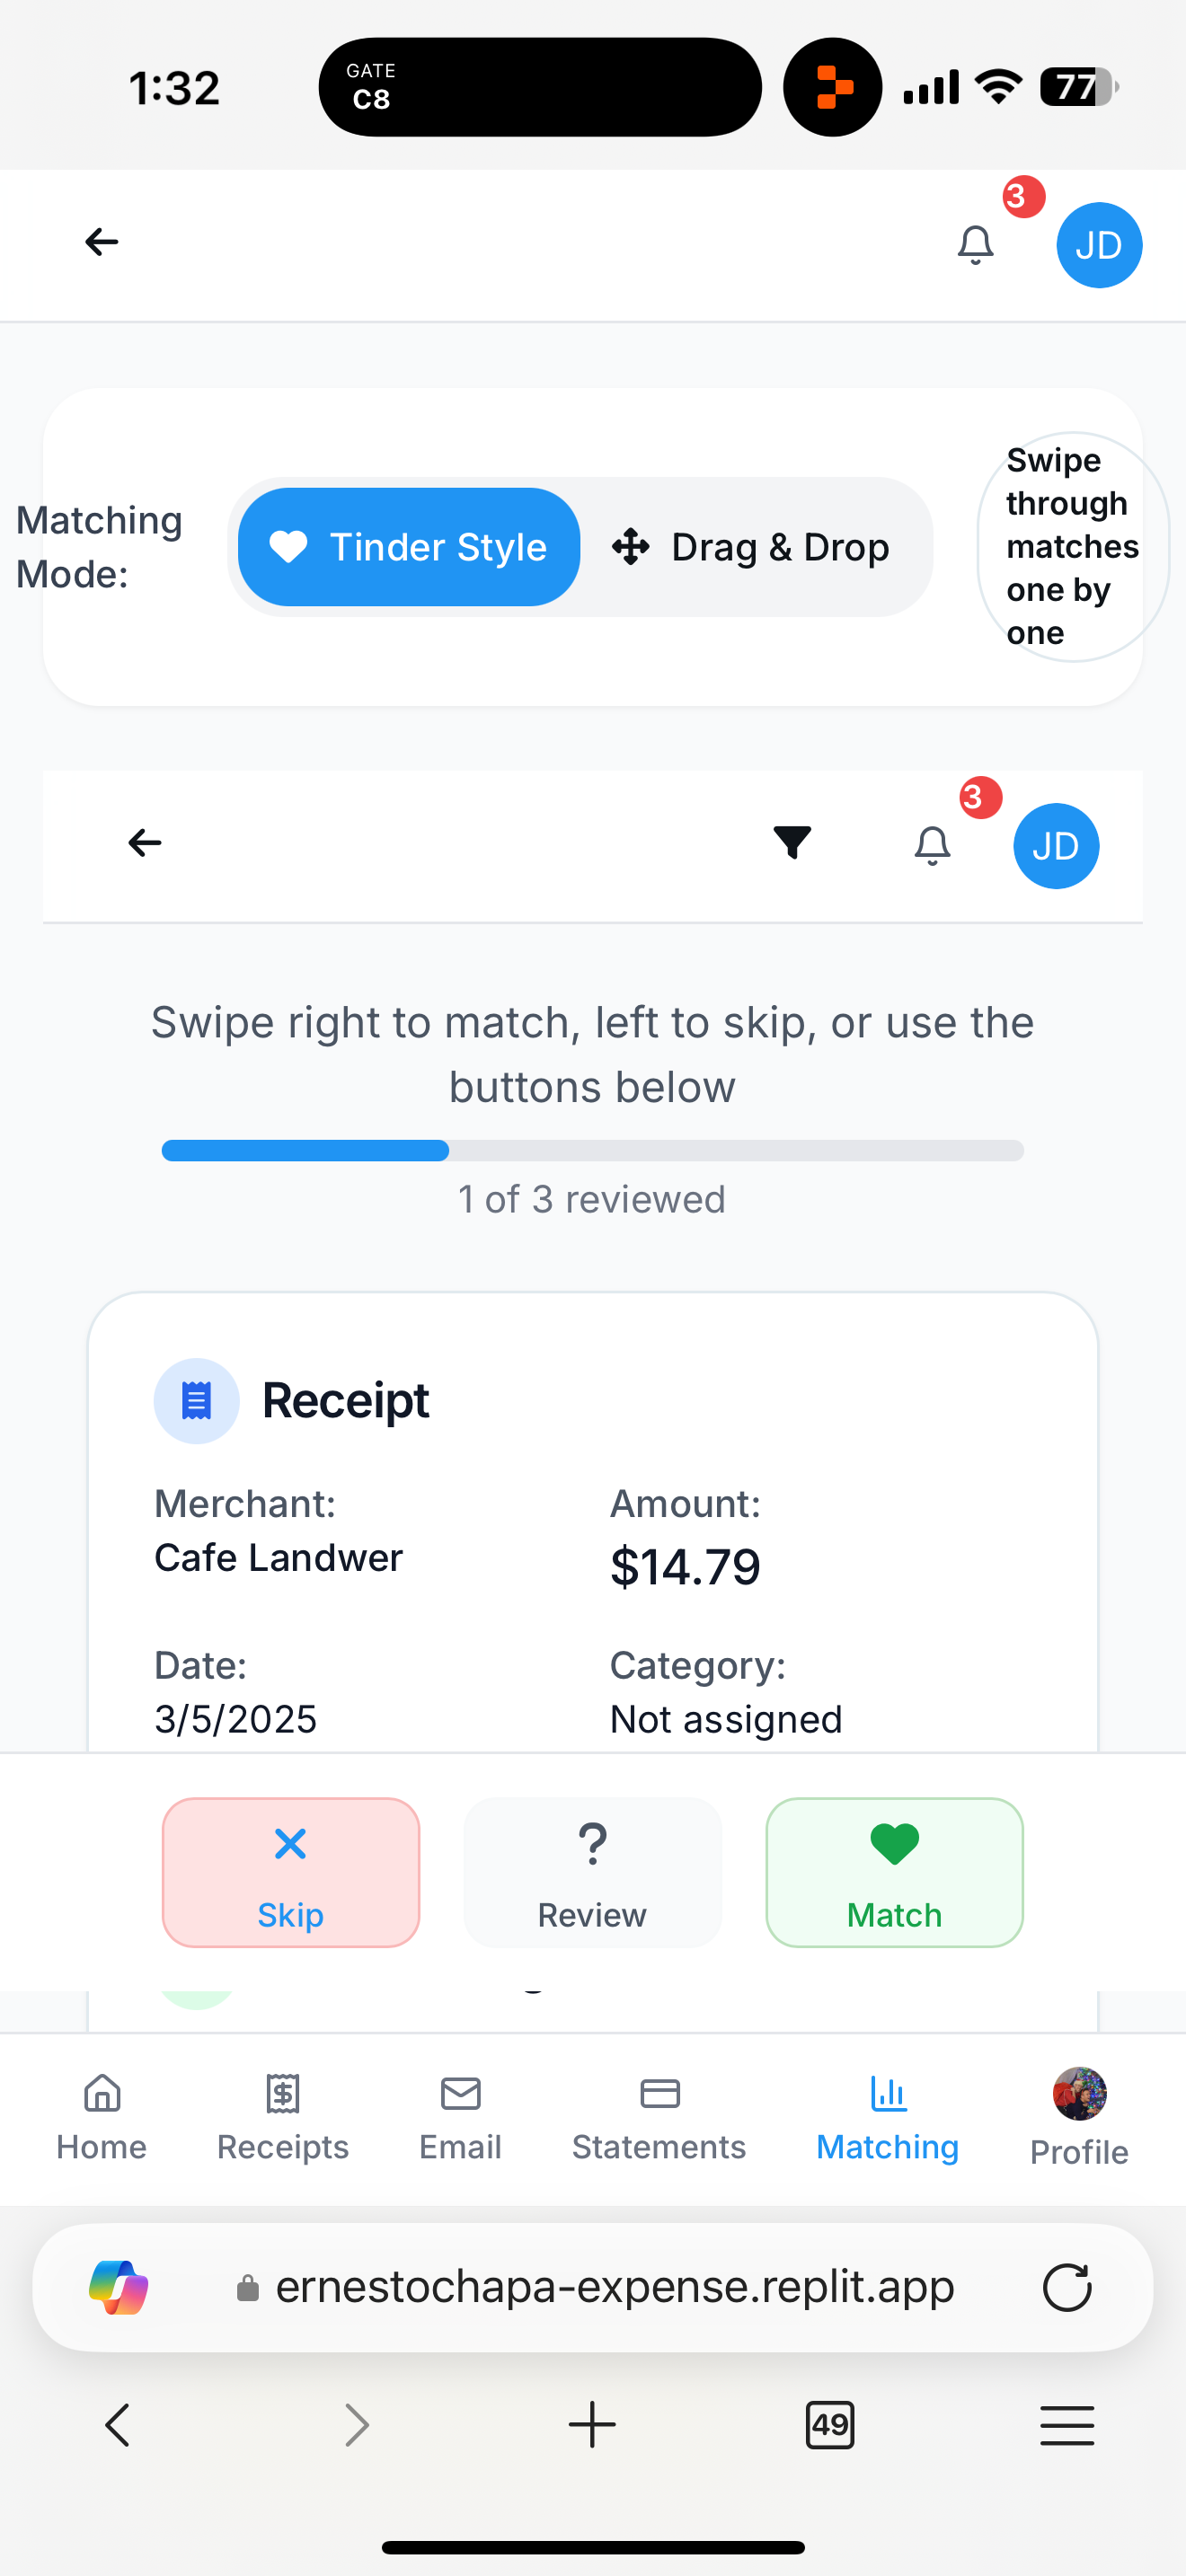 1:32
GATE
C8
77
3
JD
Matching
Mode:
Tinder Style
Drag & Drop
Swipe
through
matches
one by
one
3
JD
Swipe right to match, left to skip, or use the
buttons below
1 of 3 reviewed
Receipt
Merchant:
Cafe Landwer
Amount:
$14.79
Date:
3/5/2025
Category:
Not assigned
Skip
? Review
Match
Home
Receipts
Email
Statements
Matching
Profile
ernestochapa-expense.replit.app
49